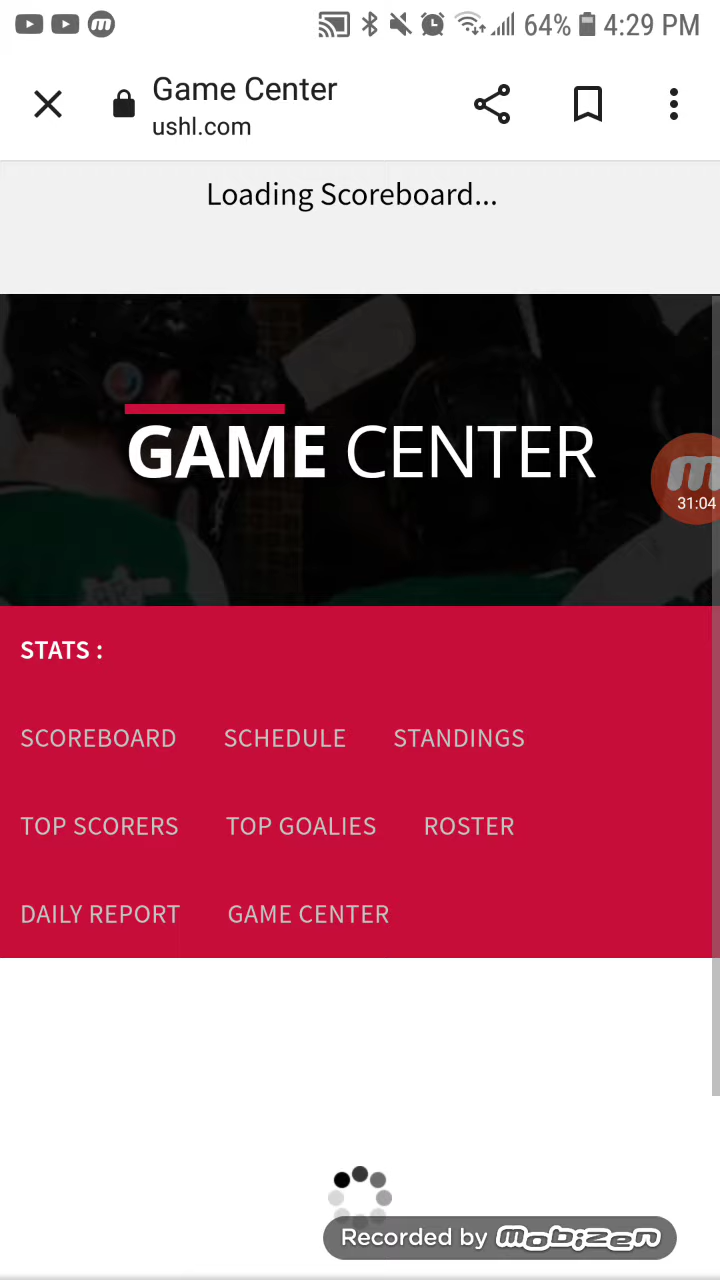 64% 4:29 PM
Game Center
ushl.com
Loading Scoreboard...
GAME CENTER
31:04
STATS :
SCOREBOARD SCHEDULE STANDINGS
TOP SCORERS TOP GOALIES ROSTER
DAILY REPORT GAME CENTER
Recorded by mobizen